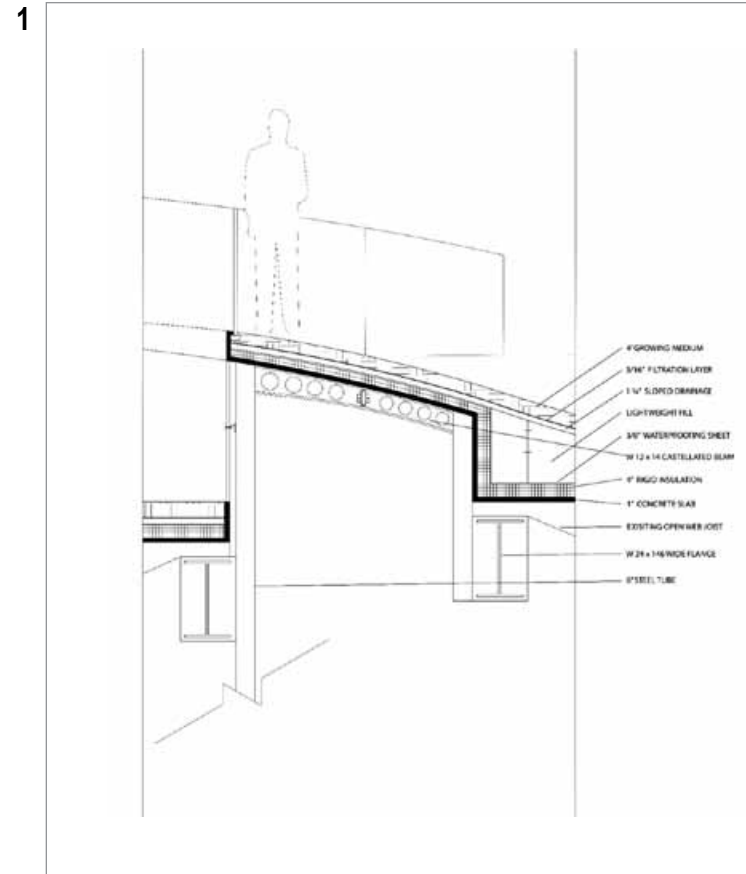 1
4" GROWING MEDIUM
3/16" FILTRATION LAYER
1 ¼" SLOPED DRAINAGE
LIGHTWEIGHT FILL
3/8" WATERPROOFING SHEET
W 12 x 14 CASTELLATED BEAM
4" RIGID INSULATION
1" CONCRETE SLAB
EXISITING OPEN WEB JOIST
W 24 x 146 WIDE FLANGE
6" STEEL TUBE